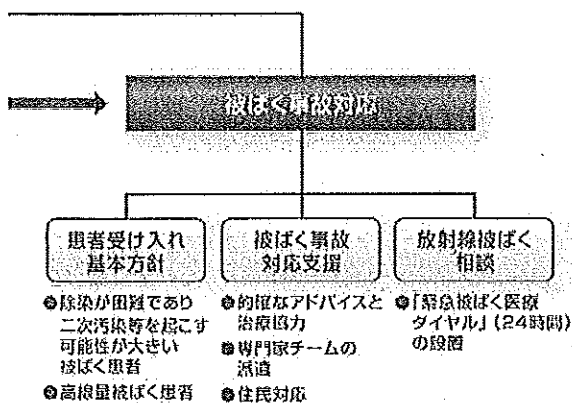 被ばく事故対応
患者受け入れ
基本方針
●除染が困難であり
二次汚染等を起こす
可能性が大きい
被ばく患者
●高線量被ばく患者
被ばく事故
対応支援
●的確なアドバイスと
治療協力
●専門家チームの
派遣
●住民対応
放射線被ばく
相談
●「緊急被ばく医療
ダイヤル」(24時間)
の設置